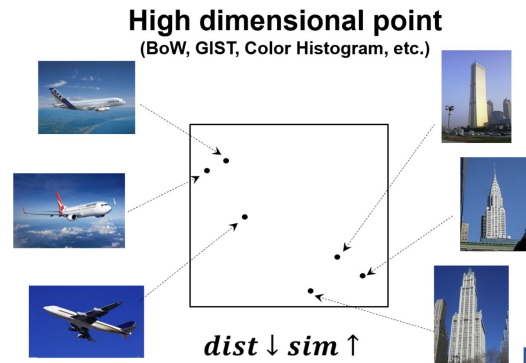 High dimensional point
(BoW, GIST, Color Histogram, etc.)
dist ↓ sim ↑